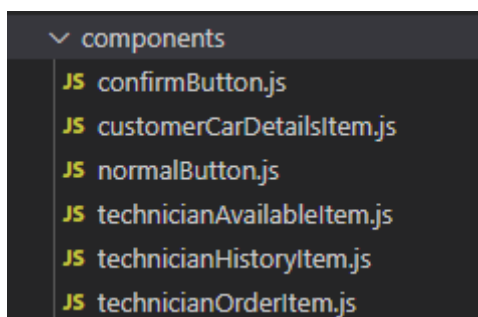 components
JS confirmButton.js
JS customerCarDetailsItem.js
JS normalButton.js
JS technicianAvailableItem.js
JS technicianHistoryItem.js
JS technicianOrderItem.js